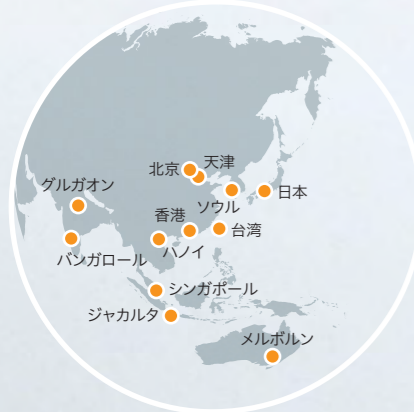 北京
天津
グルガオン
ソウル
日本
香港
台湾
ハノイ
バンガロール
シンガポール
ジャカルタ
メルボルン